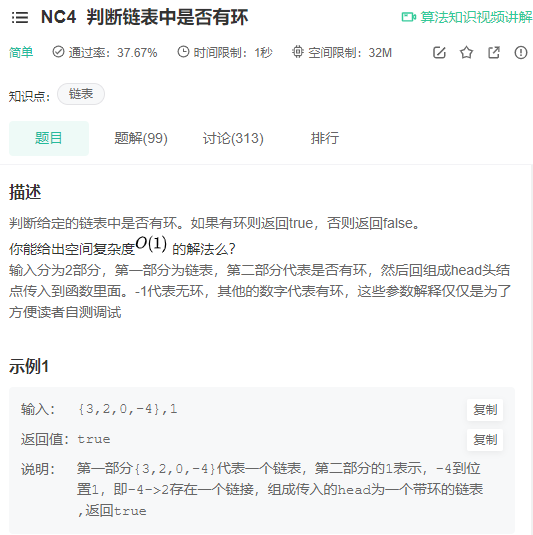 NC4 判断链表中是否有环
算法知识视频讲解
简单 通过率：37.67% 时间限制：1秒 空间限制：32M
知识点： 链表
题目 题解(99) 讨论(313) 排行
描述
判断给定的链表中是否有环。如果有环则返回true，否则返回false。
你能给出空间复杂度O(1) 的解法么？
输入分为2部分，第一部分为链表，第二部分代表是否有环，然后回组成head头结
点传入到函数里面。-1代表无环，其他的数字代表有环，这些参数解释仅仅是为了
方便读者自测调试
示例1
输入： {3,2,0,-4},1 复制
返回值：true 复制
说明： 第一部分{3,2,0,-4}代表一个链表，第二部分的1表示，-4到位
置1，即-4->2存在一个链接，组成传入的head为一个带环的链表
,返回true